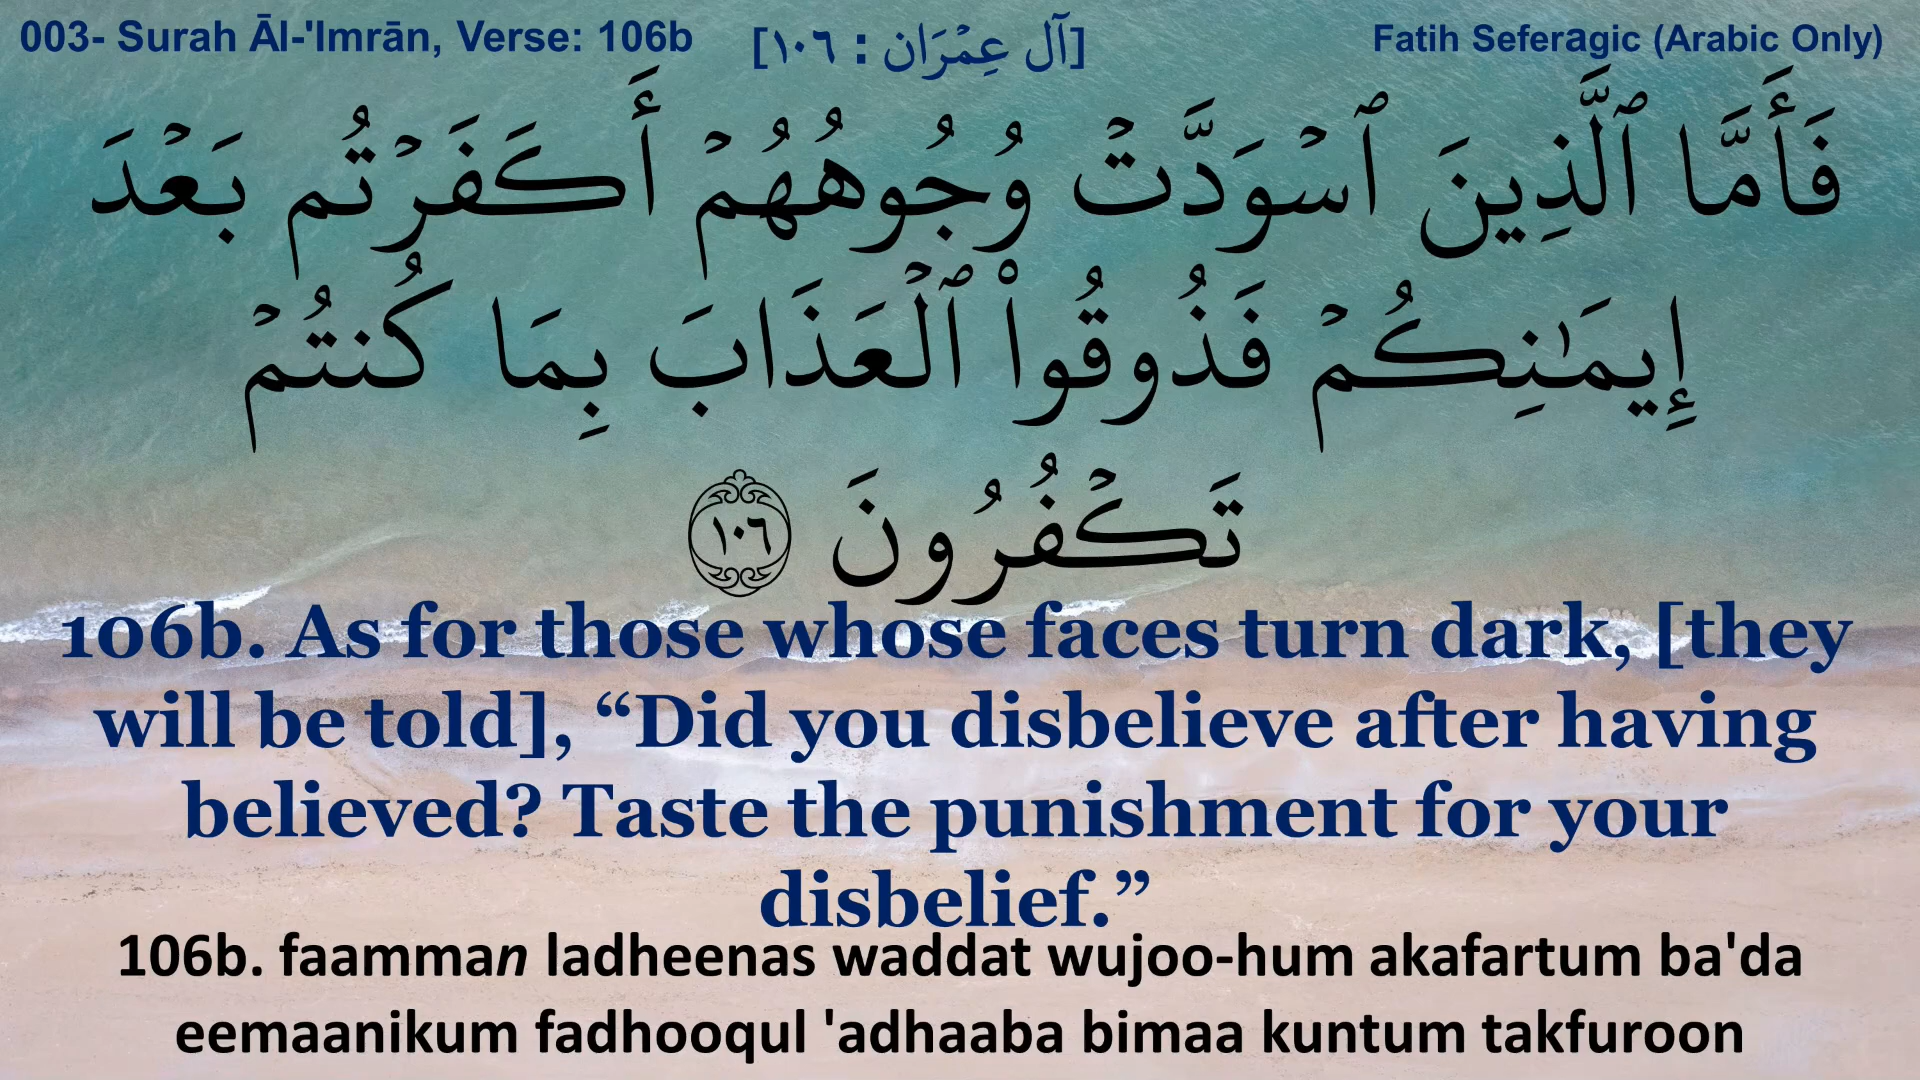 003- Surah Āl-'Imrān, Verse: 106b
[آل عِمْرَان : ١٠٦]
Fatih Seferagic (Arabic Only)
فَأَمَّا ٱلَّذِينَ ٱسْوَدَّتْ وُجُوهُهُمْ أَكَفَرْتُم بَعْدَ
إِيمَـٰنِكُمْ فَذُوقُوا۟ ٱلْعَذَابَ بِمَا كُنتُمْ
تَكْفُرُونَ ١٠٦
106b. As for those whose faces turn dark, [they
will be told], “Did you disbelieve after having
believed? Taste the punishment for your
disbelief.”
106b. faamman ladheenas waddat wujoo-hum akafartum ba'da
eemaanikum fadhooqul 'adhaaba bimaa kuntum takfuroon